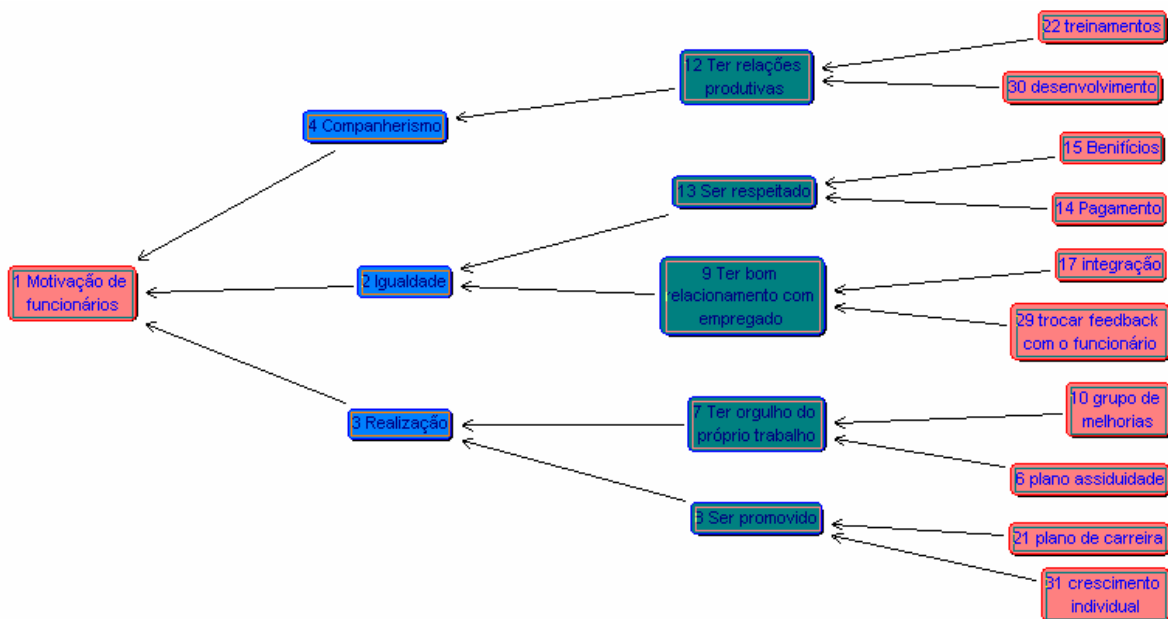 22 treinamentos
12 Ter relações
produtivas
30 desenvolvimento
4 Companherismo
15 Benifícios
13 Ser respeitado
14 Pagamento
1 Motivação de
funcionários
2 Igualdade
9 Ter bom
relacionamento com
empregado
17 integração
29 trocar feedback
com o funcionário
3 Realização
7 Ter orgulho do
próprio trabalho
10 grupo de
melhorias
6 plano assiduidade
8 Ser promovido
21 plano de carreira
31 crescimento
individual